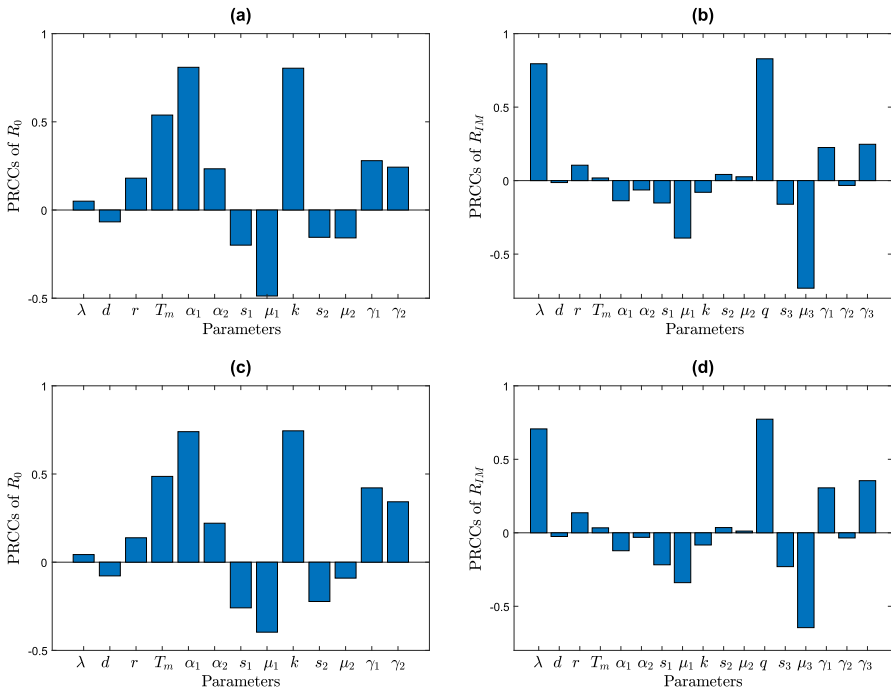 (a)
PRCCs of $R_0$
1
0.5
0
-0.5
λ d r $T_m$ $α_1$ $α_2$ $s_1$ $μ_1$ k $s_2$ $μ_2$ $γ_1$ $γ_2$
Parameters
(b)
PRCCs of $R_{IM}$
1
0.5
0
-0.5
λ d r $T_m$ $α_1$ $α_2$ $s_1$ $μ_1$ k $s_2$ $μ_2$ q $s_3$ $μ_3$ $γ_1$ $γ_2$ $γ_3$
Parameters
(c)
PRCCs of $R_0$
1
0.5
0
-0.5
λ d r $T_m$ $α_1$ $α_2$ $s_1$ $μ_1$ k $s_2$ $μ_2$ $γ_1$ $γ_2$
Parameters
(d)
PRCCs of $R_{IM}$
1
0.5
0
-0.5
λ d r $T_m$ $α_1$ $α_2$ $s_1$ $μ_1$ k $s_2$ $μ_2$ q $s_3$ $μ_3$ $γ_1$ $γ_2$ $γ_3$
Parameters